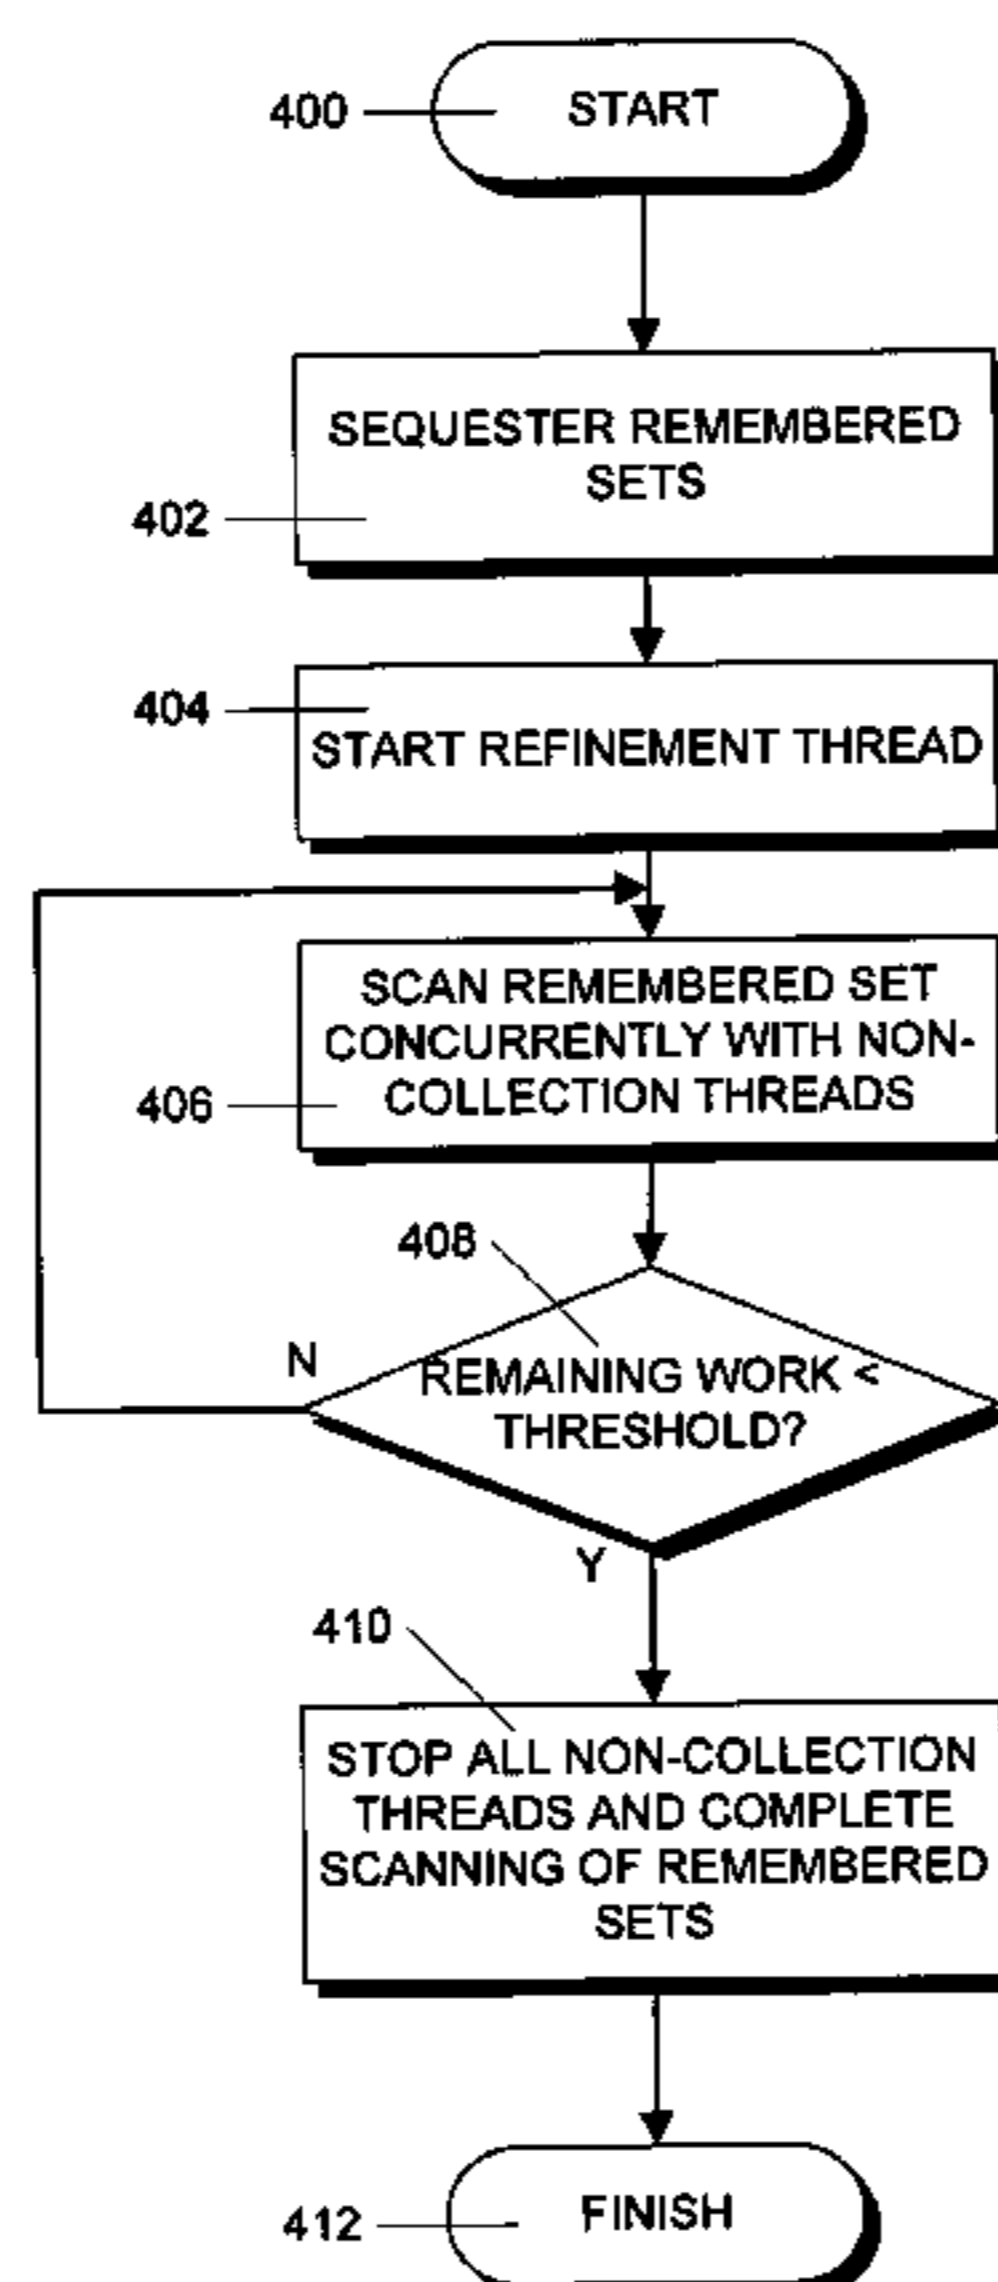 400
START
SEQUESTER REMEMBERED
SETS
402
404
START REFINEMENT THREAD
SCAN REMEMBERED SET
CONCURRENTLY WITH NON-
COLLECTION THREADS
406
408
N
REMAINING WORK <
THRESHOLD?
Y
410
STOP ALL NON-COLLECTION
THREADS AND COMPLETE
SCANNING OF REMEMBERED
SETS
FINISH
412